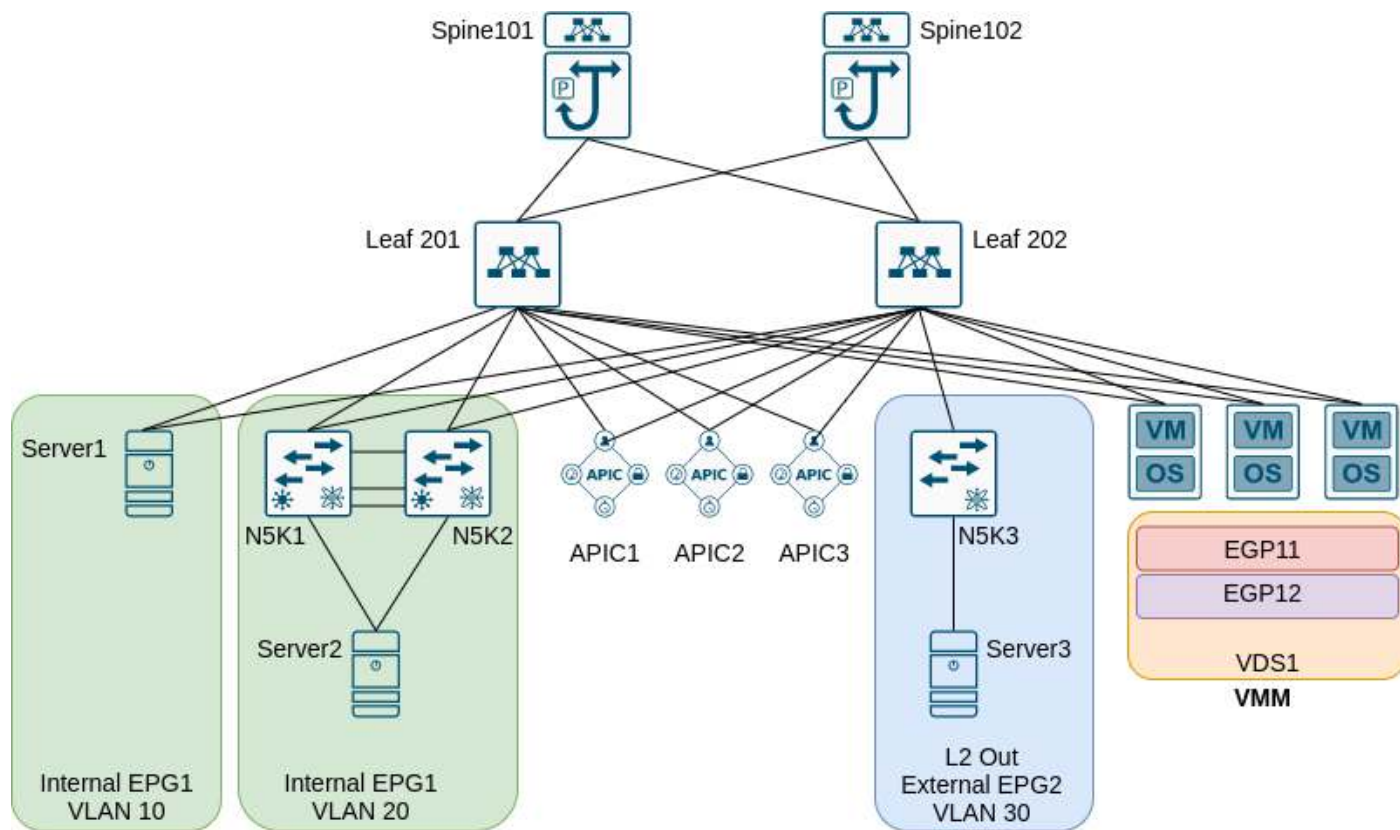 Spine101
Spine102
P
P
Leaf 201
Leaf 202
Server1
N5K1
N5K2
APIC
APIC
APIC
APIC1
APIC2
APIC3
N5K3
VM
VM
VM
OS
OS
OS
EGP11
EGP12
VDS1
VMM
Server2
Server3
Internal EPG1
VLAN 10
Internal EPG1
VLAN 20
L2 Out
External EPG2
VLAN 30